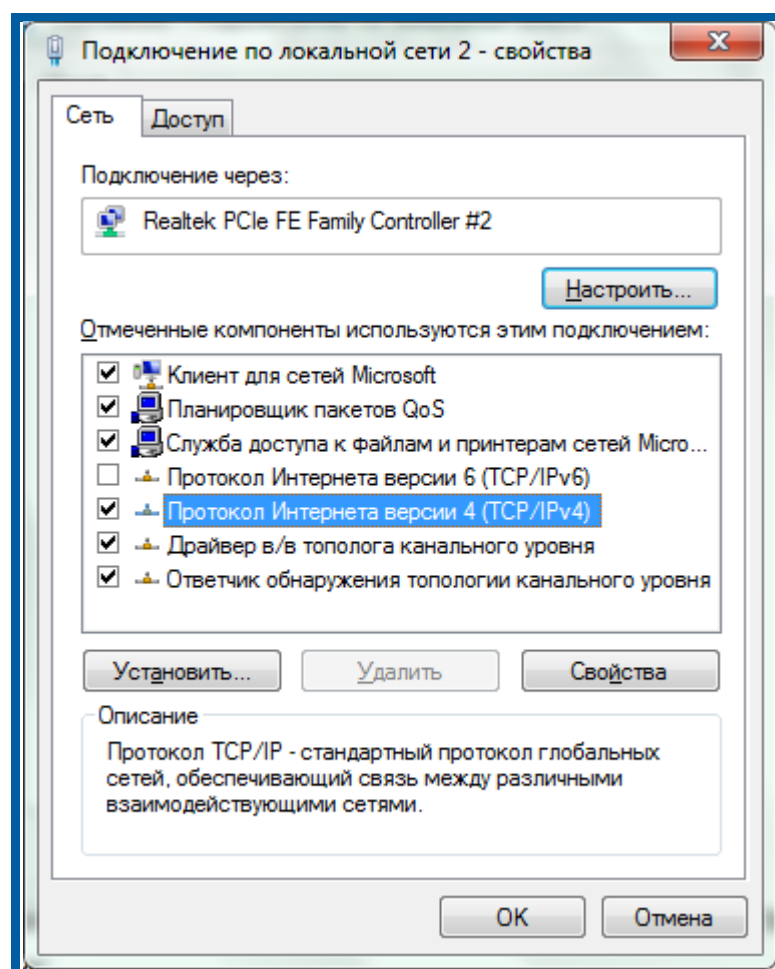 Подключение по локальной сети 2 - свойства
Сеть Доступ
Подключение через:
Realtek PCIe FE Family Controller #2
Настроить...
Отмеченные компоненты используются этим подключением:
Клиент для сетей Microsoft
Планировщик пакетов QoS
Служба доступа к файлам и принтерам сетей Micro...
Протокол Интернета версии 6 (TCP/IPv6)
Протокол Интернета версии 4 (TCP/IPv4)
Драйвер в/в тополога канального уровня
Ответчик обнаружения топологии канального уровня
Установить... Удалить Свойства
Описание
Протокол TCP/IP - стандартный протокол глобальных
сетей, обеспечивающий связь между различными
взаимодействующими сетями.
OK Отмена